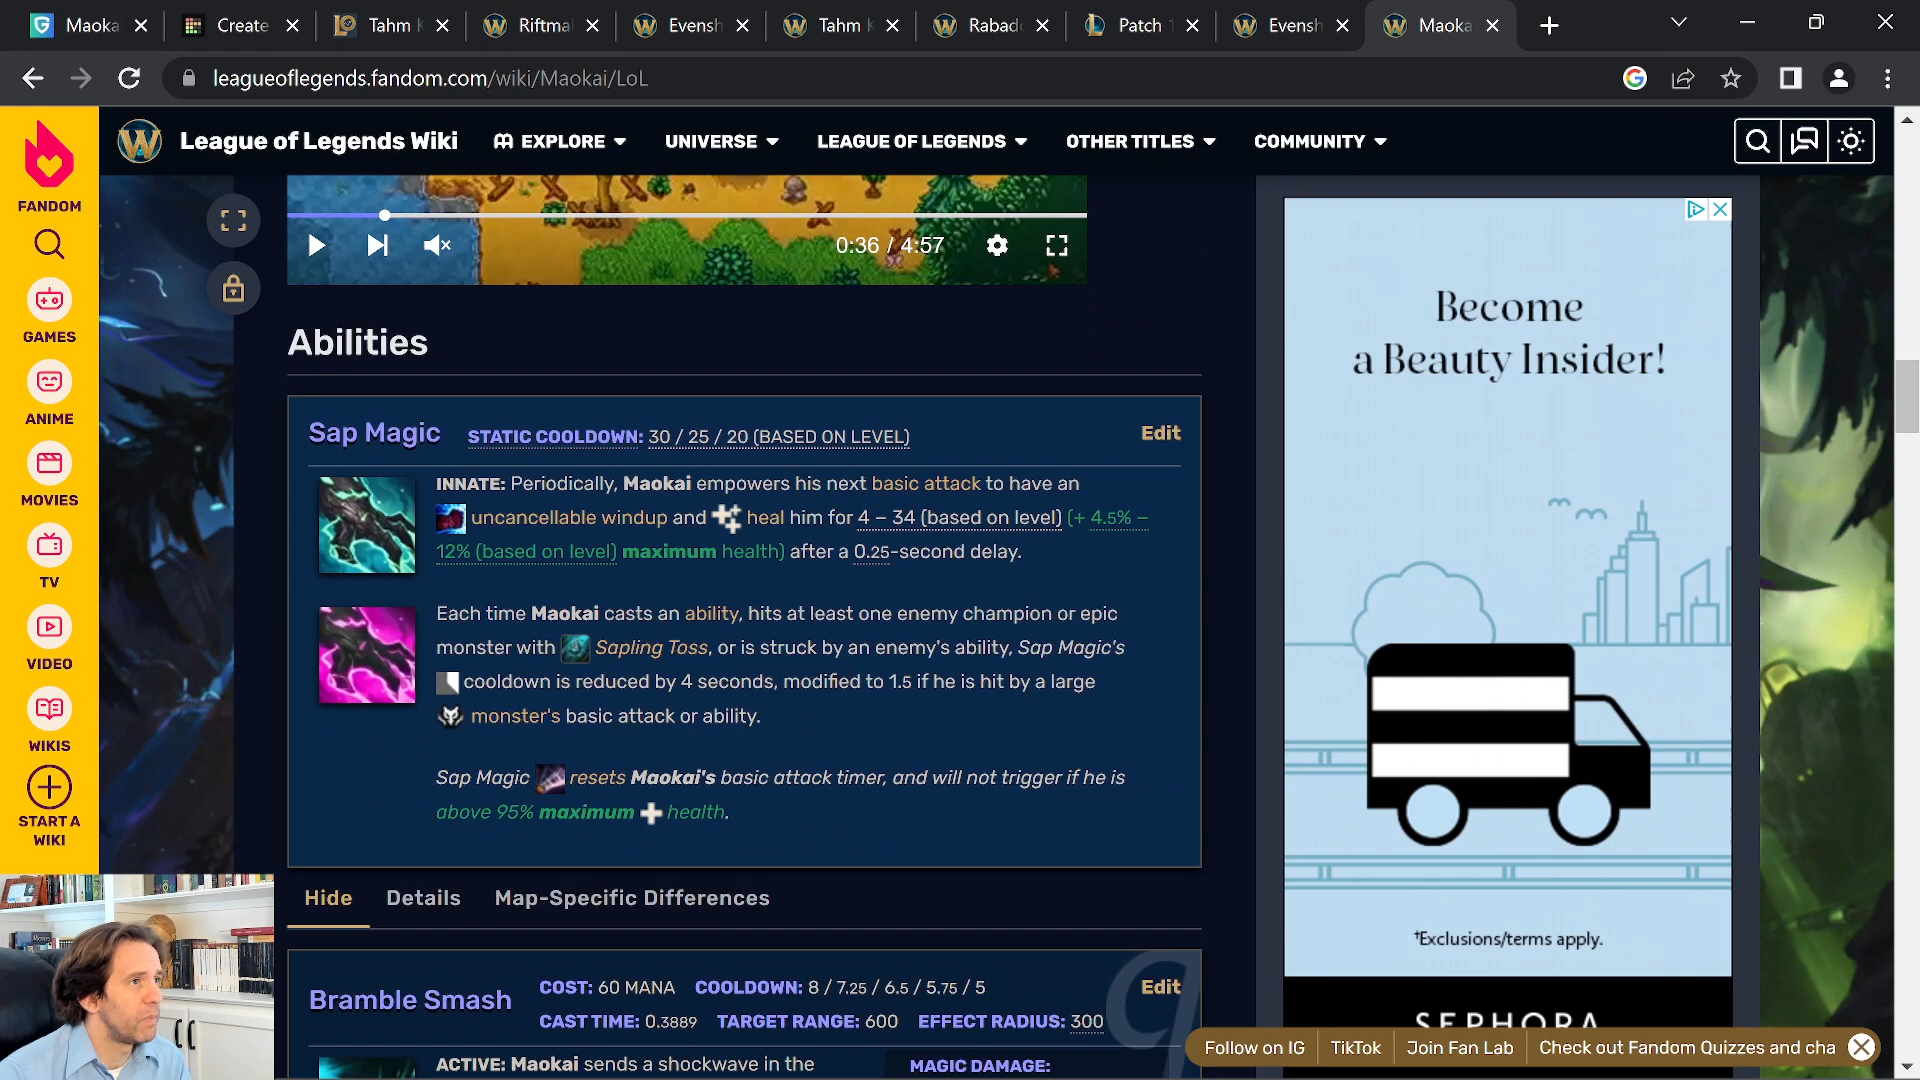 Maoka
Create
Tahm K
Riftma
Evensh
Tahm K
Rabado
Patch 1
Evensh
Maoka
leagueoflegends.fandom.com/wiki/Maokai/LoL
League of Legends Wiki
EXPLORE
UNIVERSE
LEAGUE OF LEGENDS
OTHER TITLES
COMMUNITY
FANDOM
GAMES
ANIME
MOVIES
TV
VIDEO
WIKIS
START A
WIKI
0:36 / 4:57
Abilities
Sap Magic STATIC COOLDOWN: 30 / 25 / 20 (BASED ON LEVEL) Edit
INNATE: Periodically, Maokai empowers his next basic attack to have an
uncancellable windup and heal him for 4 – 34 (based on level) (+ 4.5% –
12% (based on level) maximum health) after a 0.25-second delay.
Each time Maokai casts an ability, hits at least one enemy champion or epic
monster with Sapling Toss, or is struck by an enemy's ability, Sap Magic's
cooldown is reduced by 4 seconds, modified to 1.5 if he is hit by a large
monster's basic attack or ability.
Sap Magic resets Maokai's basic attack timer, and will not trigger if he is
above 95% maximum health.
Hide Details Map-Specific Differences
Bramble Smash COST: 60 MANA COOLDOWN: 8 / 7.25 / 6.5 / 5.75 / 5 Edit
CAST TIME: 0.3889 TARGET RANGE: 600 EFFECT RADIUS: 300
q
ACTIVE: Maokai sends a shockwave in the
MAGIC DAMAGE:
Become
a Beauty Insider!
†Exclusions/terms apply.
SEPHORA
Follow on IG
TikTok
Join Fan Lab
Check out Fandom Quizzes and cha